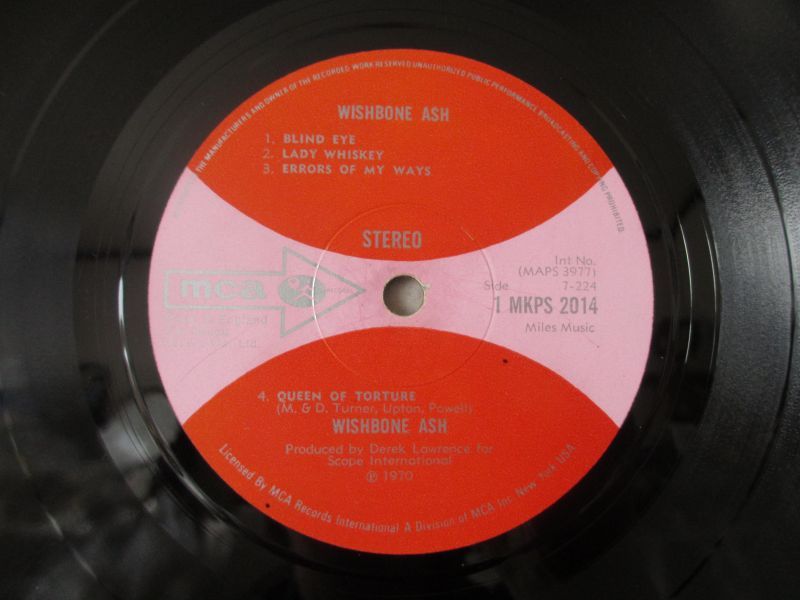 THE MANUFACTURERS AND OWNER OF THE RECORDED WORK RESERVED UNAUTHORIZED PUBLIC PERFORMANCE BROADCASTING AND COPYING PROHIBITED.
WISHBONE ASH
1. BLIND EYE
2. LADY WHISKEY
3. ERRORS OF MY WAYS
STEREO
mca
RECORDS
England
Ltd.
Int No.
(MAPS 3977)
Side 7-224
1 MKPS 2014
Miles Music
4. QUEEN OF TORTURE
(M. & D. Turner, Upton, Powell)
WISHBONE ASH
Produced by Derek Lawrence for
Scope International
℗ 1970
Licensed By MCA Records International A Division of MCA Inc. New York USA.